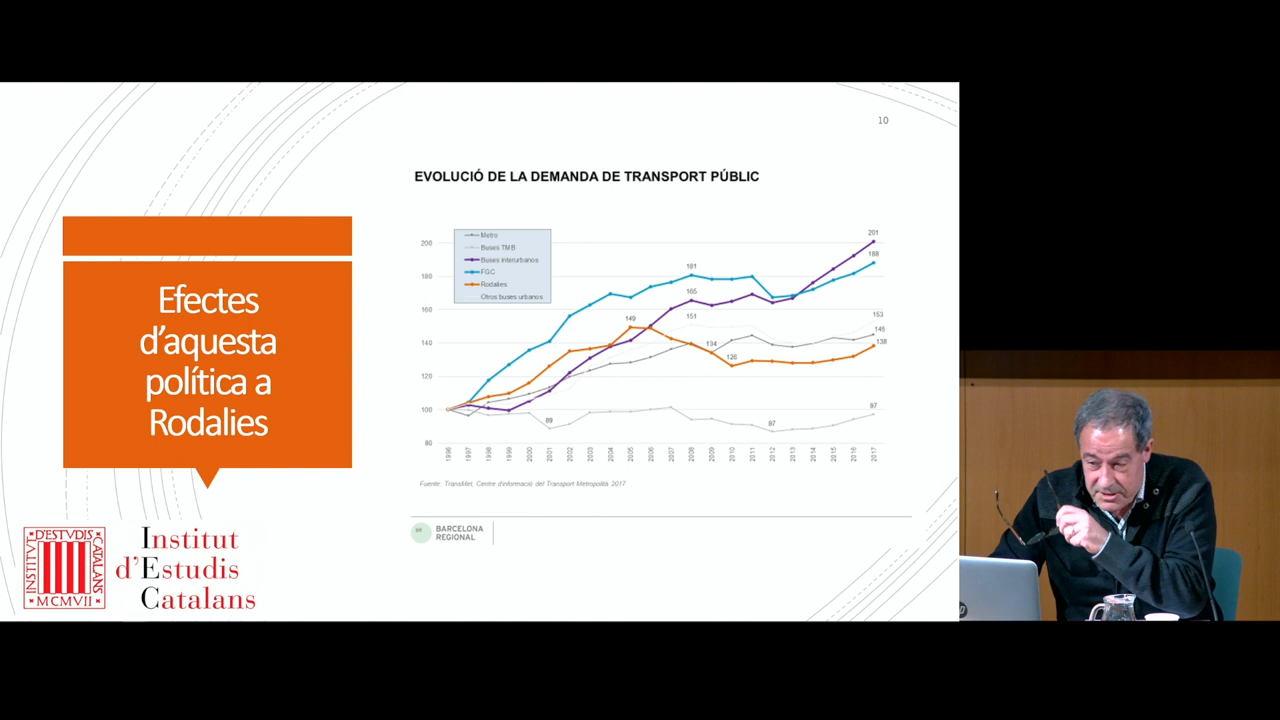 10
EVOLUCIÓ DE LA DEMANDA DE TRANSPORT PÚBLIC
Efectes
d'aquesta
política a
Rodalies
Metro
Buses TMB
Buses interurbanos
FGC
Rodalies
Otros buses urbanos
200
180
160
140
120
100
80
201
188
181
165
151
149
134
126
153
145
138
89
87
97
1996 1997 1998 1999 2000 2001 2002 2003 2004 2005 2006 2007 2008 2009 2010 2011 2012 2013 2014 2015 2016 2017
Fuente: TransMet, Centre d'informació del Transport Metropolità 2017
BARCELONA
REGIONAL
INSTITVT D'ESTVDIS CATALANS
MCMVII
Institut
d'Estudis
Catalans